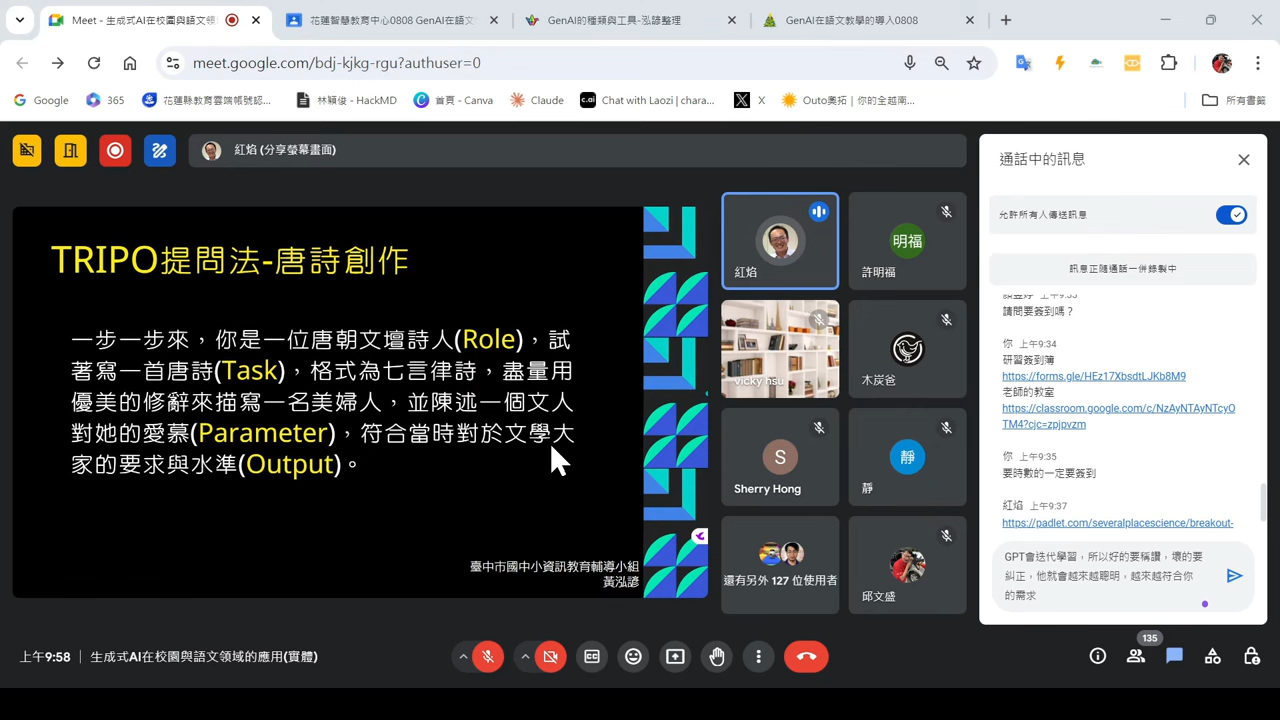 Meet - 生成式AI在校園與語文領
花蓮智慧教育中心0808 GenAI在語文
GenAI的種類與工具-泓諺整理
GenAI在語文教學的導入0808
meet.google.com/bdj-kjkg-rgu?authuser=0
Google
365
花蓮縣教育雲端帳號認...
林穎俊 - HackMD
首頁 - Canva
Claude
c.ai
Chat with Laozi (chara...
X
Outo奧拓｜你的全越南...
所有書籤
紅焰 (分享螢幕畫面)
TRIPO提問法-唐詩創作
一步一步來，你是一位唐朝文壇詩人(Role)，試
著寫一首唐詩(Task)，格式為七言律詩，盡量用
優美的修辭來描寫一名美婦人，並陳述一個文人
對她的愛慕(Parameter)，符合當時對於文學大
家的要求與水準(Output)。
臺中市國中小資訊教育輔導小組
黃泓諺
紅焰
明福
許明福
vicky hsu
木炭爸
S
Sherry Hong
靜
靜
還有另外 127 位使用者
邱文盛
通話中的訊息
允許所有人傳送訊息
訊息正隨通話一併錄製中
請問要簽到嗎？
你 上午9:34
研習簽到簿
https://forms.gle/HEz17XbsdtLJKb8M9
老師的教室
https://classroom.google.com/c/NzAyNTAyNTcyO
TM4?cjc=zpjpvzm
你 上午9:35
要時數的一定要簽到
紅焰 上午9:37
https://padlet.com/severalplacescience/breakout-
GPT會迭代學習，所以好的要稱讚，壞的要
糾正，他就會越來越聰明，越來越符合你
的需求
上午9:58
生成式AI在校園與語文領域的應用(實體)
135